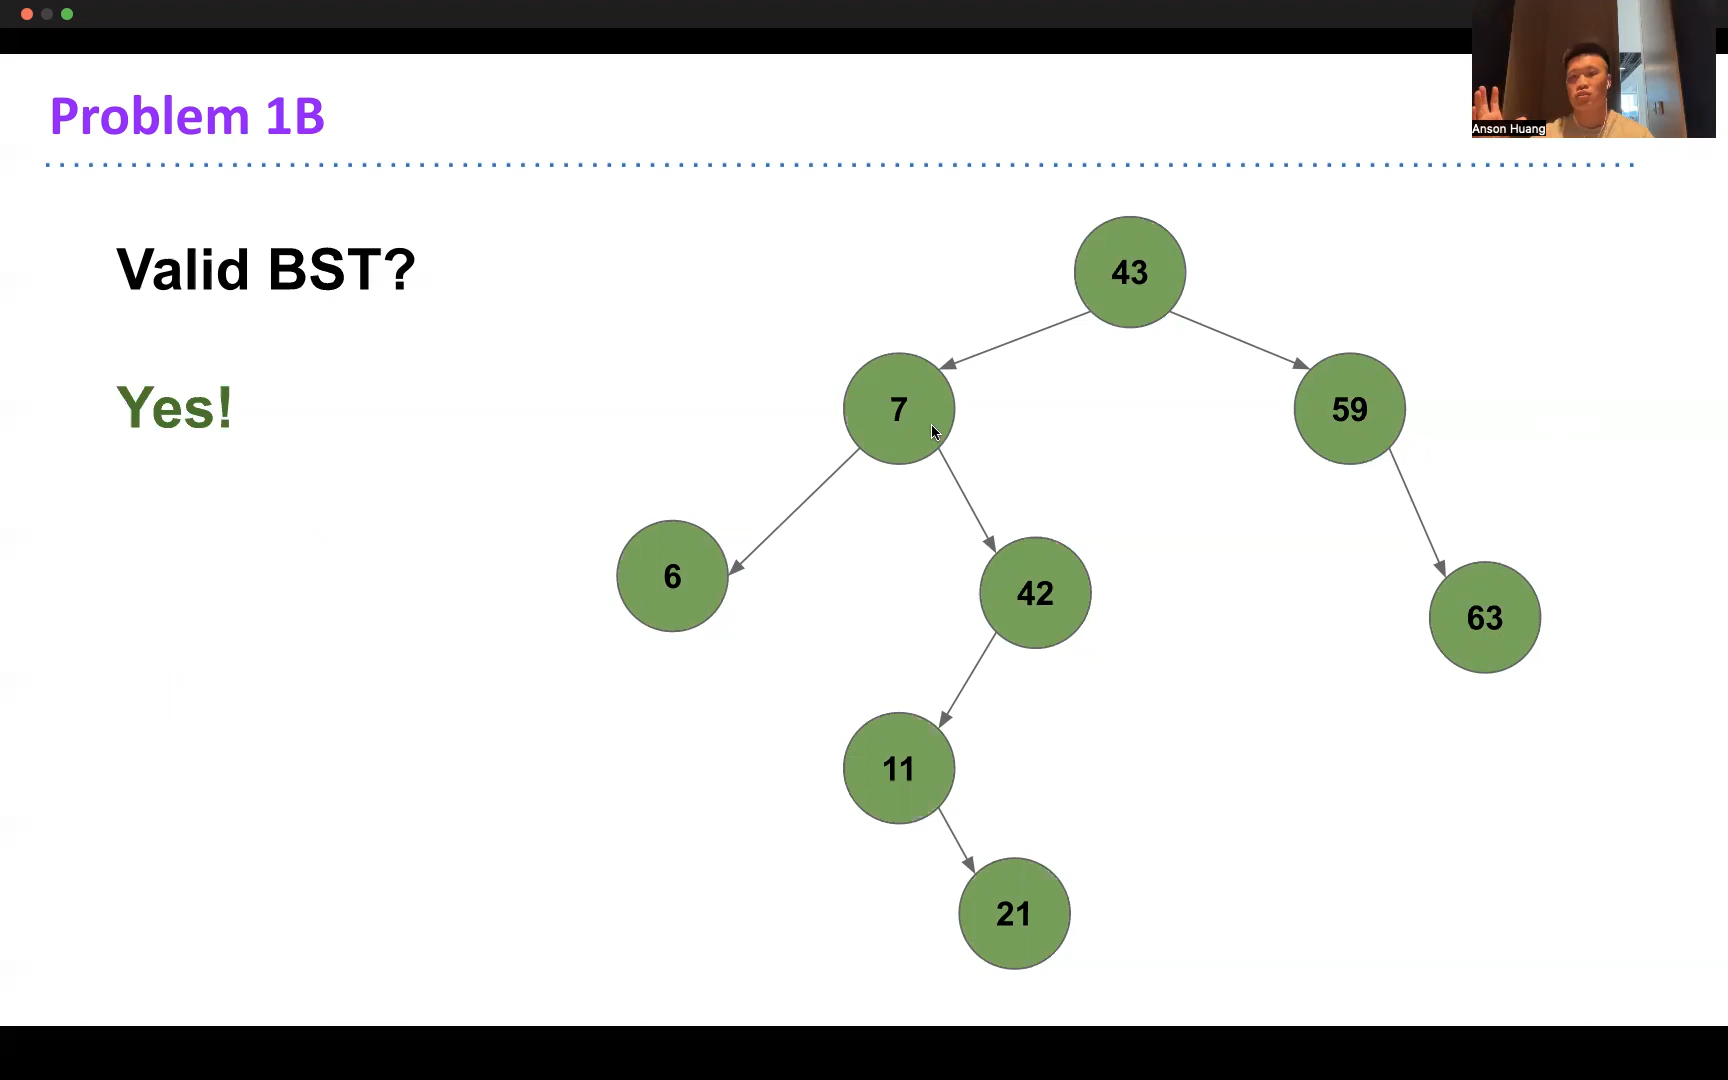 Problem 1B
Anson Huang
Valid BST?
Yes!
43
7
59
6
42
63
11
21